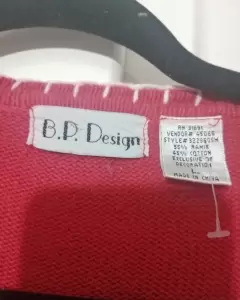 B.P. Design
55% RAMIE
45% COTTON
EXCLUSIVE OF
DECORATION
L
MADE IN CHINA